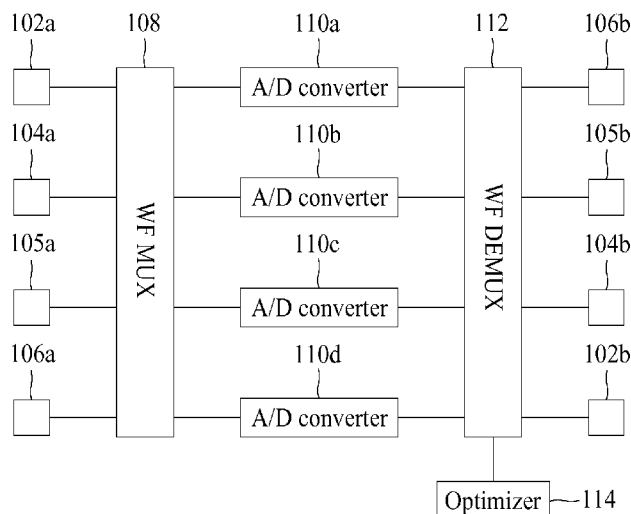 102a 108 110a 112 106b
A/D converter
104a 110b 105b
A/D converter
WF MUX
WF DEMUX
105a 110c 104b
A/D converter
106a 110d 102b
A/D converter
Optimizer 114